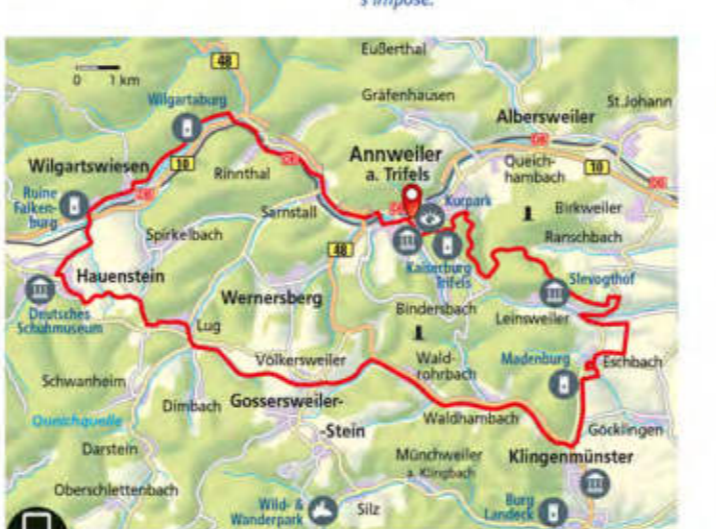 s'impose.
48
Eußerthal
0 1 km
Gräfenhausen
St.Johann
Wilgartaburg
Albersweiler
Annweiler
a. Trifels
Wilgartswiesen
10
Rinnthal
Queich-
hambach
10
Ruine
Falken-
burg
Sarnstall
Kurpark
Birkweiler
Spirkelbach
48
Ranschbach
Kaiserburg
Trifels
Slevogthof
Hauenstein
Wernersberg
Bindersbach
Leinsweiler
Deutsches
Schuhmuseum
Lug
Völkersweiler
Wald-
rohrbach
Madenburg
Eschbach
Schwanheim
Dimbach
Gossersweiler-
-Stein
Waldhambach
Göcklingen
Queichquelle
Darstein
Münchweiler
a. Klingbach
Klingenmünster
Oberschlettenbach
Wild- &
Wanderpark
Silz
Burg
Landeck